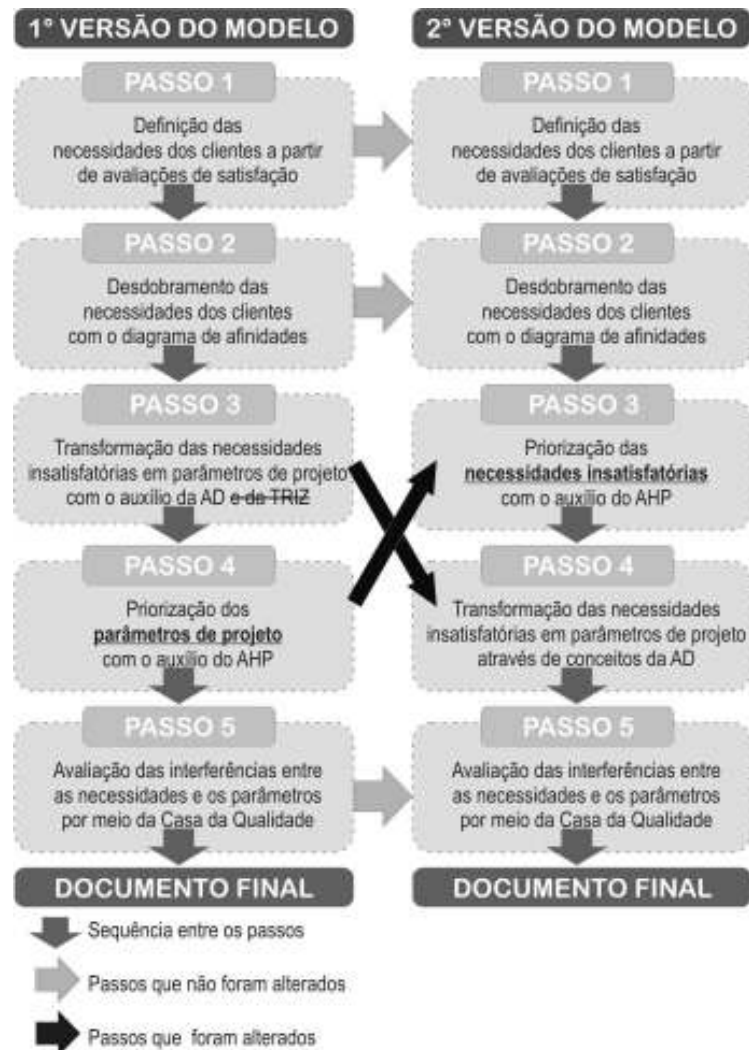 1º VERSÃO DO MODELO
PASSO 1
Definição das
necessidades dos clientes a partir
de avaliações de satisfação
PASSO 2
Desdobramento das
necessidades dos clientes
com o diagrama de afinidades
PASSO 3
Transformação das necessidades
insatisfatórias em parâmetros de projeto
com o auxílio da AD e da TRIZ
PASSO 4
Priorização dos
parâmetros de projeto
com o auxílio do AHP
PASSO 5
Avaliação das interferências entre
as necessidades e os parâmetros
por meio da Casa da Qualidade
DOCUMENTO FINAL
2º VERSÃO DO MODELO
PASSO 1
Definição das
necessidades dos clientes a partir
de avaliações de satisfação
PASSO 2
Desdobramento das
necessidades dos clientes
com o diagrama de afinidades
PASSO 3
Priorização das
necessidades insatisfatórias
com o auxílio do AHP
PASSO 4
Transformação das necessidades
insatisfatórias em parâmetros de projeto
através de conceitos da AD
PASSO 5
Avaliação das interferências entre
as necessidades e os parâmetros
por meio da Casa da Qualidade
DOCUMENTO FINAL
Sequência entre os passos
Passos que não foram alterados
Passos que foram alterados